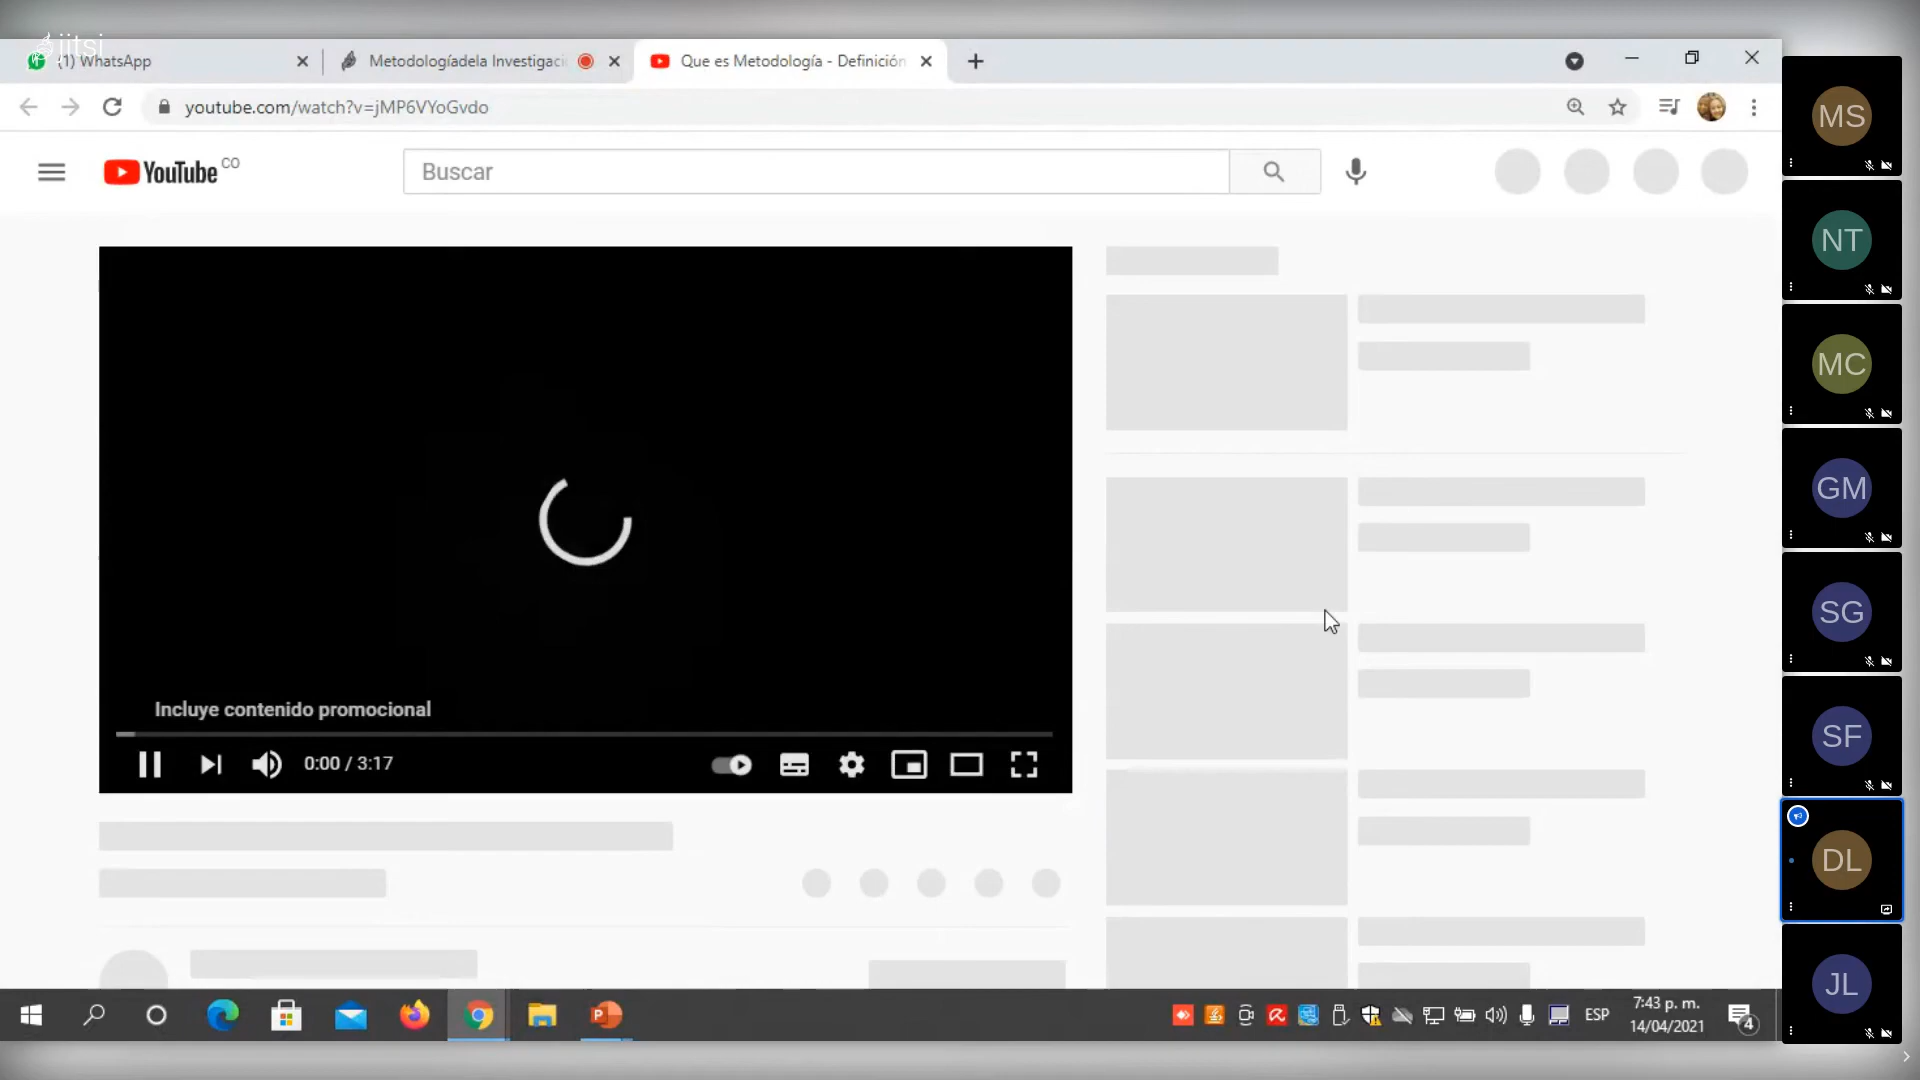 jitsi
(1) WhatsApp
Metodologíadela Investigaci
Que es Metodología - Definición
youtube.com/watch?v=jMP6VYoGvdo
YouTube CO
Buscar
Incluye contenido promocional
0:00 / 3:17
MS
NT
MC
GM
SG
SF
DL
JL
ESP
7:43 p. m.
14/04/2021
4